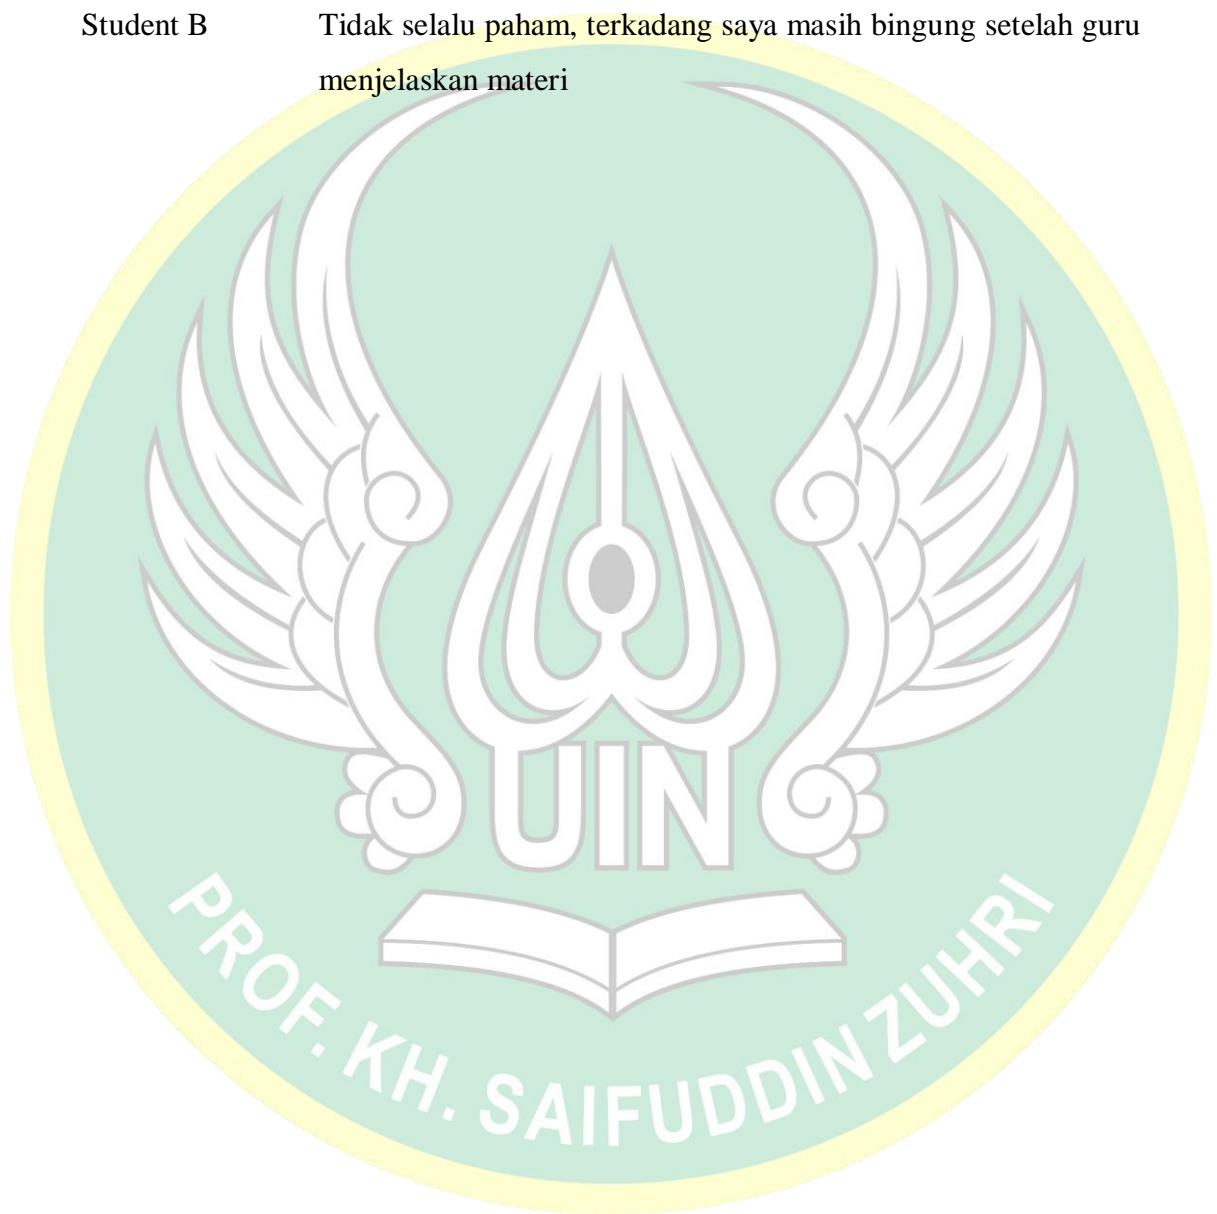 Student B Tidak selalu paham, terkadang saya masih bingung setelah guru
menjelaskan materi
UIN
PROF. KH. SAIFUDDIN ZUHRI